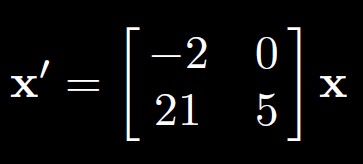 x′ = [ −2 0
21 5 ] x